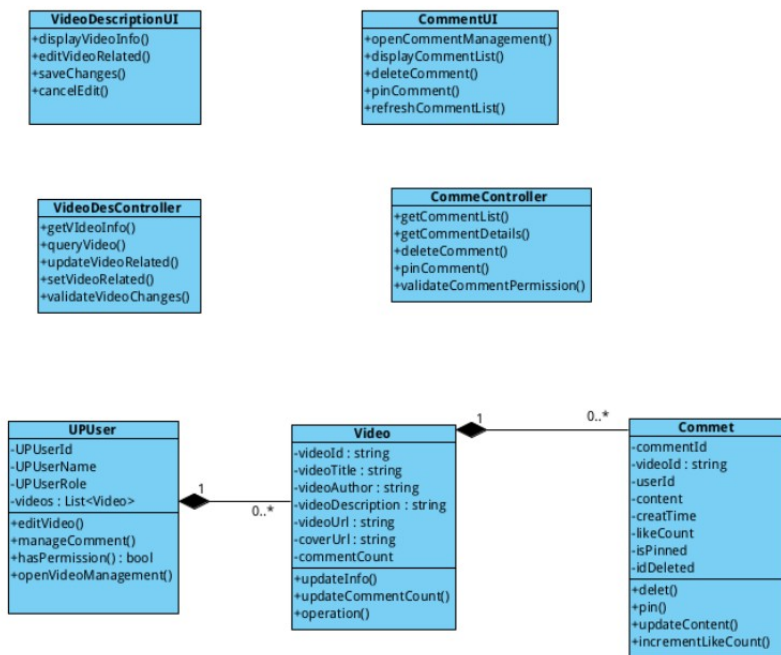 VideoDescriptionUI
+displayVideoInfo()
+editVideoRelated()
+saveChanges()
+cancelEdit()
CommentUI
+openCommentManagement()
+displayCommentList()
+deleteComment()
+pinComment()
+refreshCommentList()
VideoDesController
+getVIdeoInfo()
+queryVideo()
+updateVideoRelated()
+setVideoRelated()
+validateVideoChanges()
CommeController
+getCommentList()
+getCommentDetails()
+deleteComment()
+pinComment()
+validateCommentPermission()
UPUser
-UPUserId
-UPUserName
-UPUserRole
-videos : List<Video>
+editVideo()
+manageComment()
+hasPermission() : bool
+openVideoManagement()
1
0..*
Video
-videoId : string
-videoTitle : string
-videoAuthor : string
-videoDescription : string
-videoUrl : string
-coverUrl : string
-commentCount
+updateInfo()
+updateCommentCount()
+operation()
1
0..*
Commet
-commentId
-videoId : string
-userId
-content
-creatTime
-likeCount
-isPinned
-idDeleted
+delet()
+pin()
+updateContent()
+incrementLikeCount()